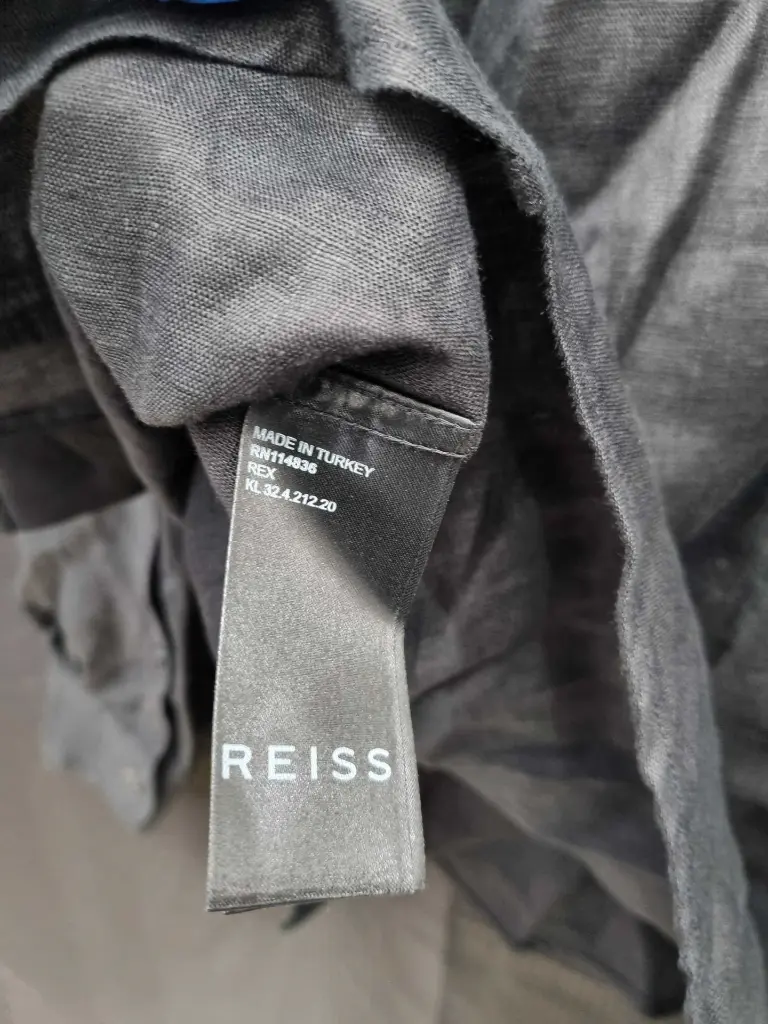 MADE IN TURKEY
RN114836
REX
KL 32.4.212.20
REISS